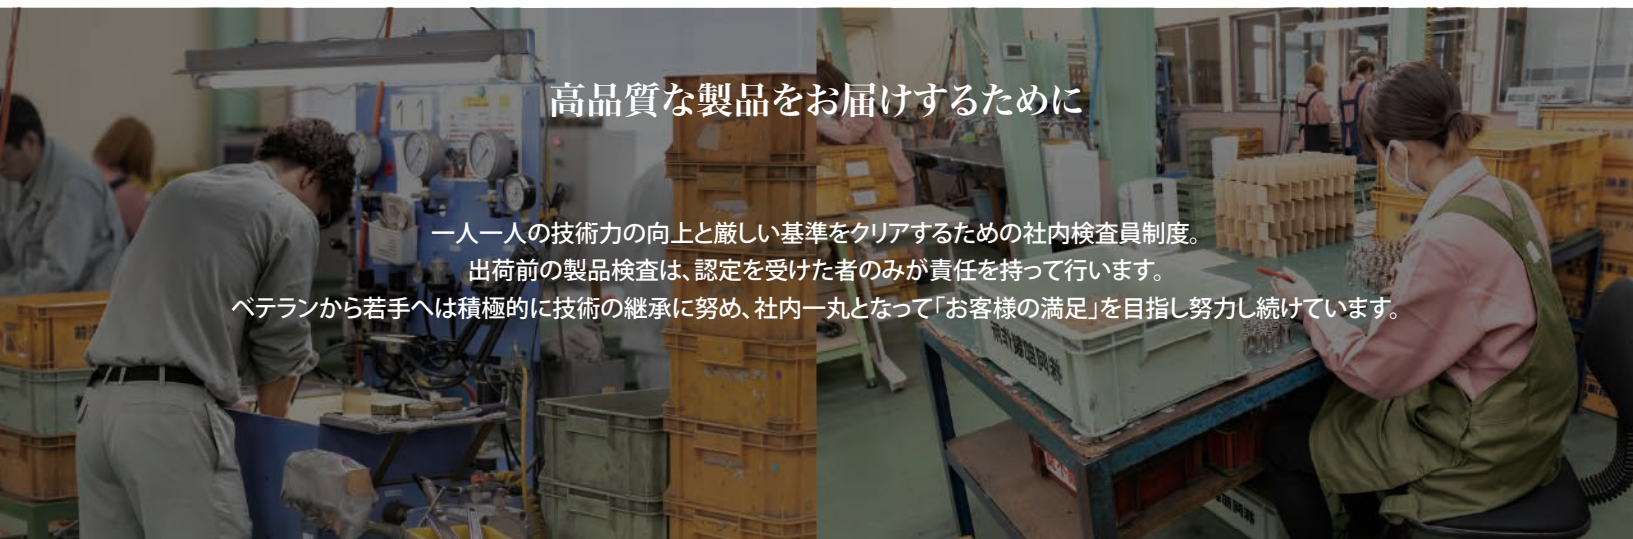 高品質な製品をお届けするために
11
一人一人の技術力の向上と厳しい基準をクリアするための社内検査員制度。
出荷前の製品検査は、認定を受けた者のみが責任を持って行います。
ベテランから若手へは積極的に技術の継承に努め、社内一丸となって「お客様の満足」を目指し努力し続けています。